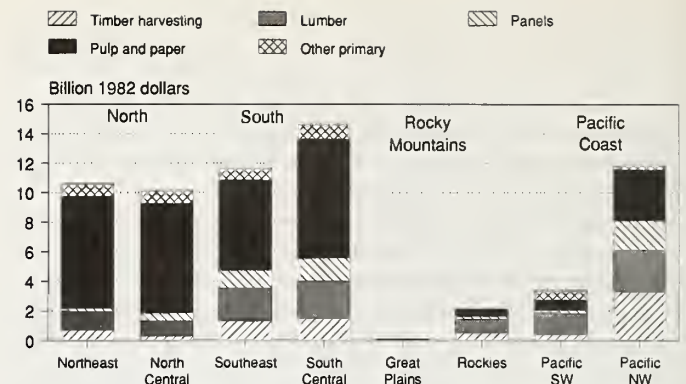 Timber harvesting Lumber Panels
Pulp and paper Other primary
Billion 1982 dollars
16
North South Rocky Mountains Pacific Coast
14
12
10
8
6
4
2
0
Northeast North Central Southeast South Central Great Plains Rockies Pacific SW Pacific NW